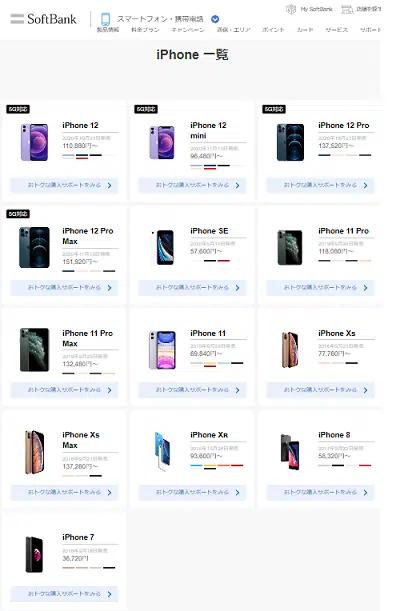 SoftBank
スマートフォン・携帯電話
My SoftBank
店舗を探す
製品情報 料金プラン キャンペーン 通信・エリア ポイント カード サービス サポート
iPhone 一覧
5G対応
iPhone 12
2020年10月23日発売
110,880円～
おトクな購入サポートをみる
5G対応
iPhone 12
mini
2020年11月13日発売
96,480円～
おトクな購入サポートをみる
5G対応
iPhone 12 Pro
2020年10月23日発売
137,520円～
おトクな購入サポートをみる
5G対応
iPhone 12 Pro
Max
2020年11月13日発売
151,920円～
おトクな購入サポートをみる
iPhone SE
57,600円～
おトクな購入サポートをみる
iPhone 11 Pro
2019年9月20日発売
118,080円～
おトクな購入サポートをみる
iPhone 11 Pro
Max
2019年9月20日発売
132,480円～
おトクな購入サポートをみる
iPhone 11
2019年9月20日発売
69,840円～
おトクな購入サポートをみる
iPhone Xs
2018年9月21日発売
77,760円～
おトクな購入サポートをみる
iPhone Xs
Max
2018年9月21日発売
137,280円～
おトクな購入サポートをみる
iPhone XR
2018年10月26日発売
93,600円～
おトクな購入サポートをみる
iPhone 8
2017年9月22日発売
58,320円～
おトクな購入サポートをみる
iPhone 7
2016年9月16日発売
36,720円
おトクな購入サポートをみる